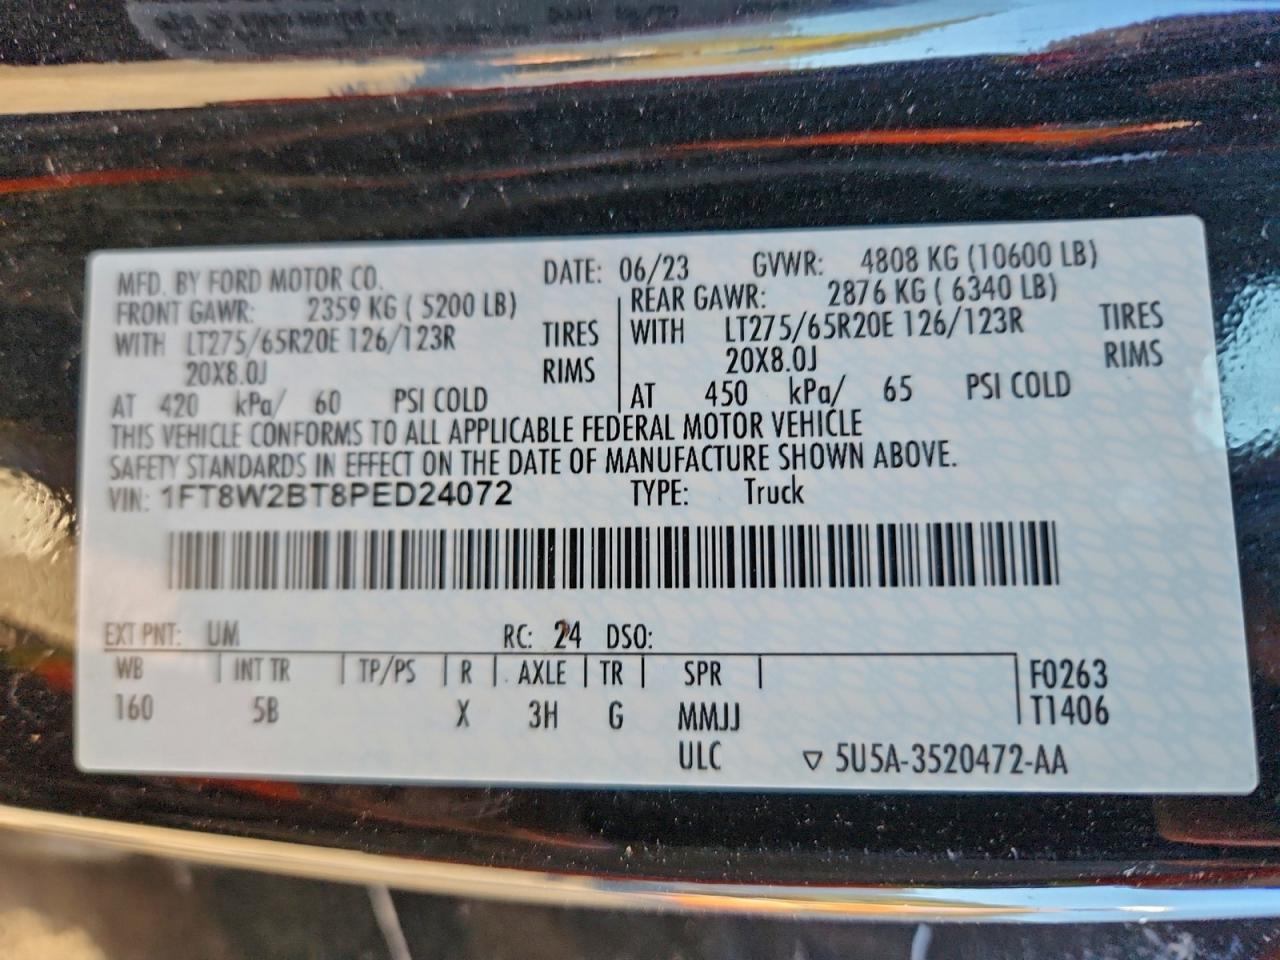 MFD. BY FORD MOTOR CO. DATE: 06/23 GVWR: 4808 KG (10600 LB)
FRONT GAWR: 2359 KG ( 5200 LB) REAR GAWR: 2876 KG ( 6340 LB)
WITH LT275/65R20E 126/123R TIRES WITH LT275/65R20E 126/123R TIRES
20X8.0J RIMS 20X8.0J RIMS
AT 420 kPa/ 60 PSI COLD AT 450 kPa/ 65 PSI COLD
THIS VEHICLE CONFORMS TO ALL APPLICABLE FEDERAL MOTOR VEHICLE
SAFETY STANDARDS IN EFFECT ON THE DATE OF MANUFACTURE SHOWN ABOVE.
VIN: 1FT8W2BT8PED24072 TYPE: Truck
EXT PNT: UM RC: 24 DSO:
WB INT TR TP/PS R AXLE TR SPR F0263
160 5B X 3H G MMJJ T1406
ULC ▽ 5U5A-3520472-AA